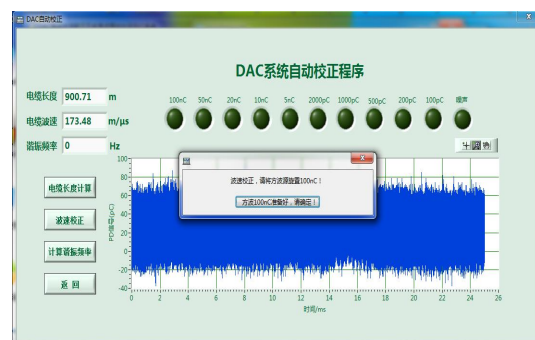 DAC自动校正
DAC系统自动校正程序
电缆长度 900.71 m
电缆波速 173.48 m/μs
谐振频率 0 Hz
100nC 50nC 20nC 10nC 5nC 2000pC 1000pC 500pC 200pC 100pC 噪声
电缆长度计算
波速校正
计算谐振频率
返 回
波速校正，请将方波源旋置100nC！
方波100nC准备好，请确定！
PD/振幅(pC)
100
80
60
40
20
0
-20
-40
0 2 4 6 8 10 12 14 16 18 20 22 24 26
时间/ms